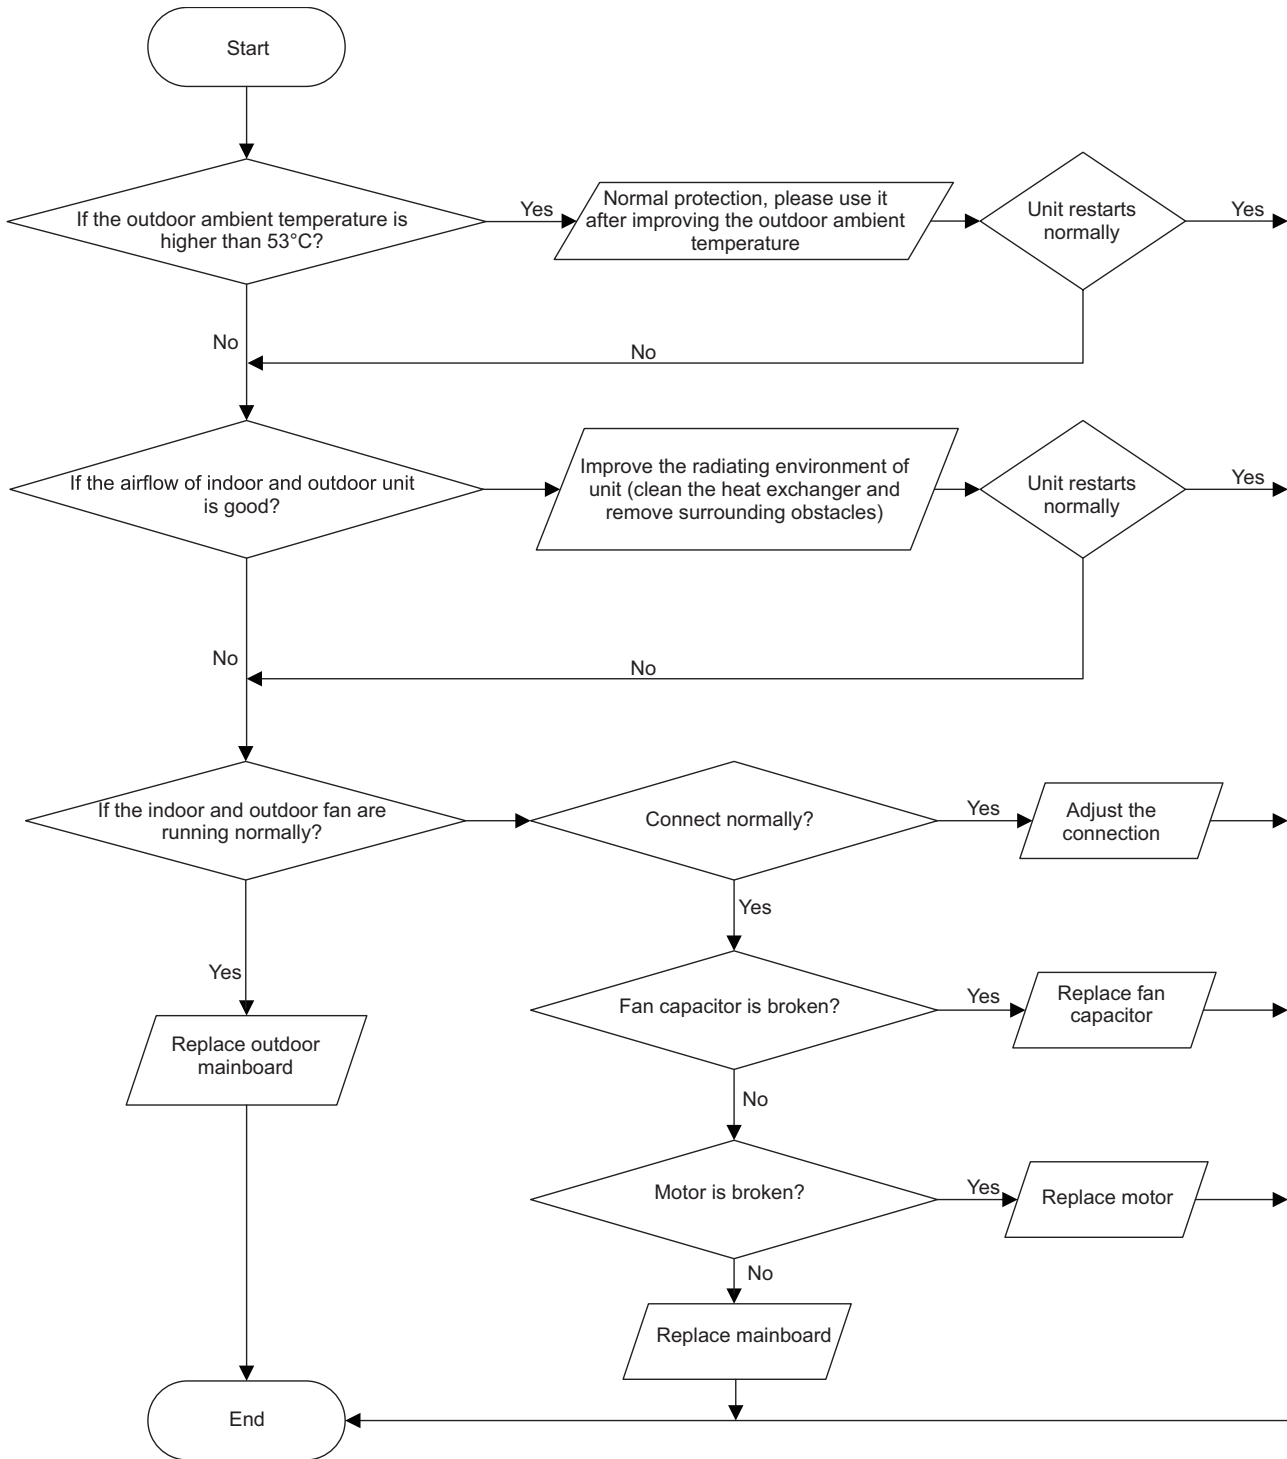 Start
If the outdoor ambient temperature is
higher than 53°C?
Yes
Normal protection, please use it
after improving the outdoor ambient
temperature
Unit restarts
normally
Yes
No
No
If the airflow of indoor and outdoor unit
is good?
Improve the radiating environment of
unit (clean the heat exchanger and
remove surrounding obstacles)
Unit restarts
normally
Yes
No
No
If the indoor and outdoor fan are
running normally?
Connect normally?
Yes
Adjust the
connection
Yes
Yes
Fan capacitor is broken?
Yes
Replace fan
capacitor
Replace outdoor
mainboard
No
Motor is broken?
Yes
Replace motor
No
Replace mainboard
End